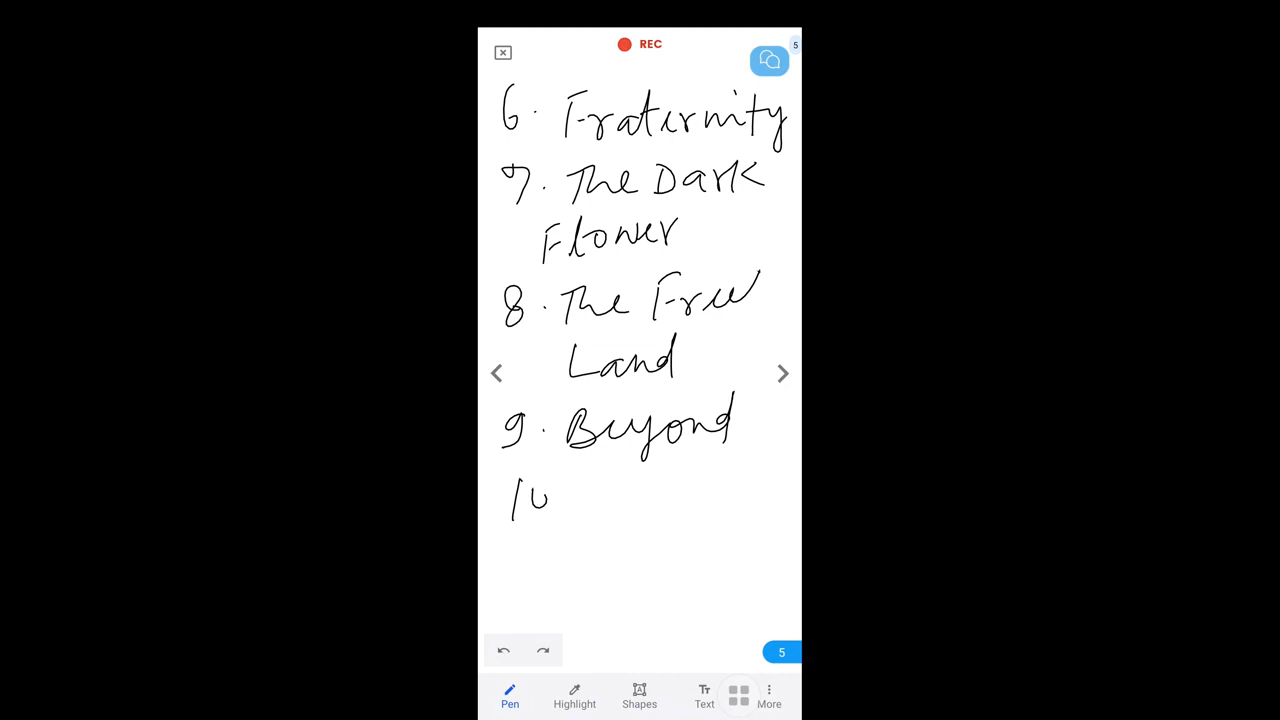 REC
5
6. Fraternity
7. The Dark
Flower
8. The Free
Land
9. Beyond
10
5
Pen Highlight Shapes Text More